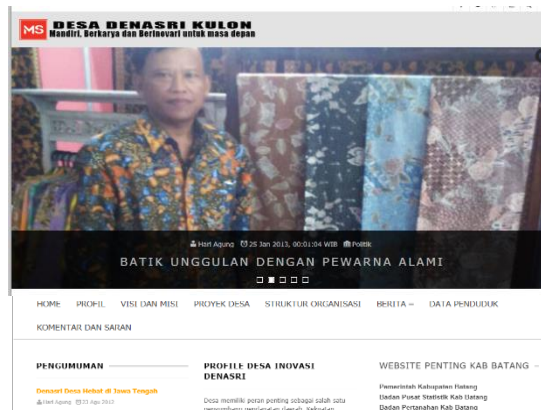 MS DESA DENASRI KULON
Mandiri, Berkarya dan Berinovari untuk masa depan
Hari Agung 25 Jan 2013, 00:01:04 WIB Politik
BATIK UNGGULAN DENGAN PEWARNA ALAMI
HOME PROFIL VISI DAN MISI PROYEK DESA STRUKTUR ORGANISASI BERITA DATA PENDUDUK
KOMENTAR DAN SARAN
PENGUMUMAN
Denasri Desa Hebat di Jawa Tengah
Hari Agung 23 Agu 2013
PROFILE DESA INOVASI
DENASRI
Desa memiliki peran penting sebagai salah satu
WEBSITE PENTING KAB BATANG
Pemerintah Kabupaten Batang
Badan Pusat Statistik Kab Batang
Badan Pertanahan Kab Batang